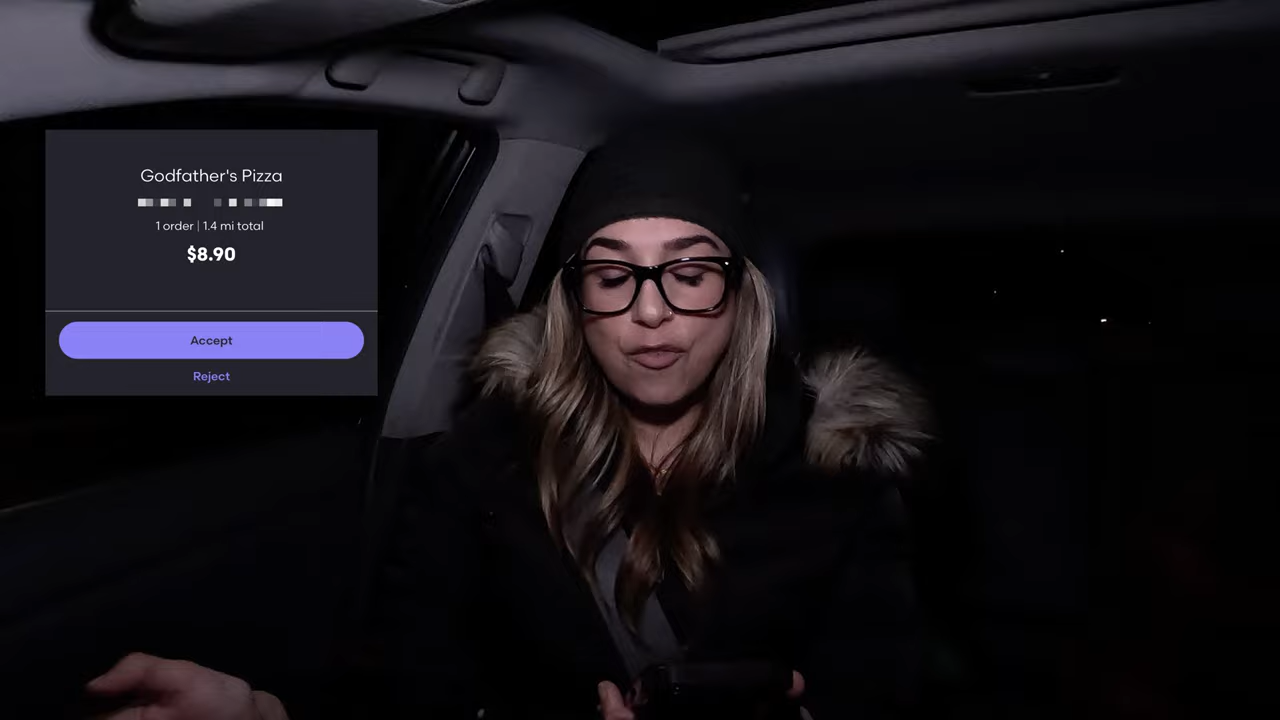 Godfather's Pizza
1 order | 1.4 mi total
$8.90
Accept
Reject